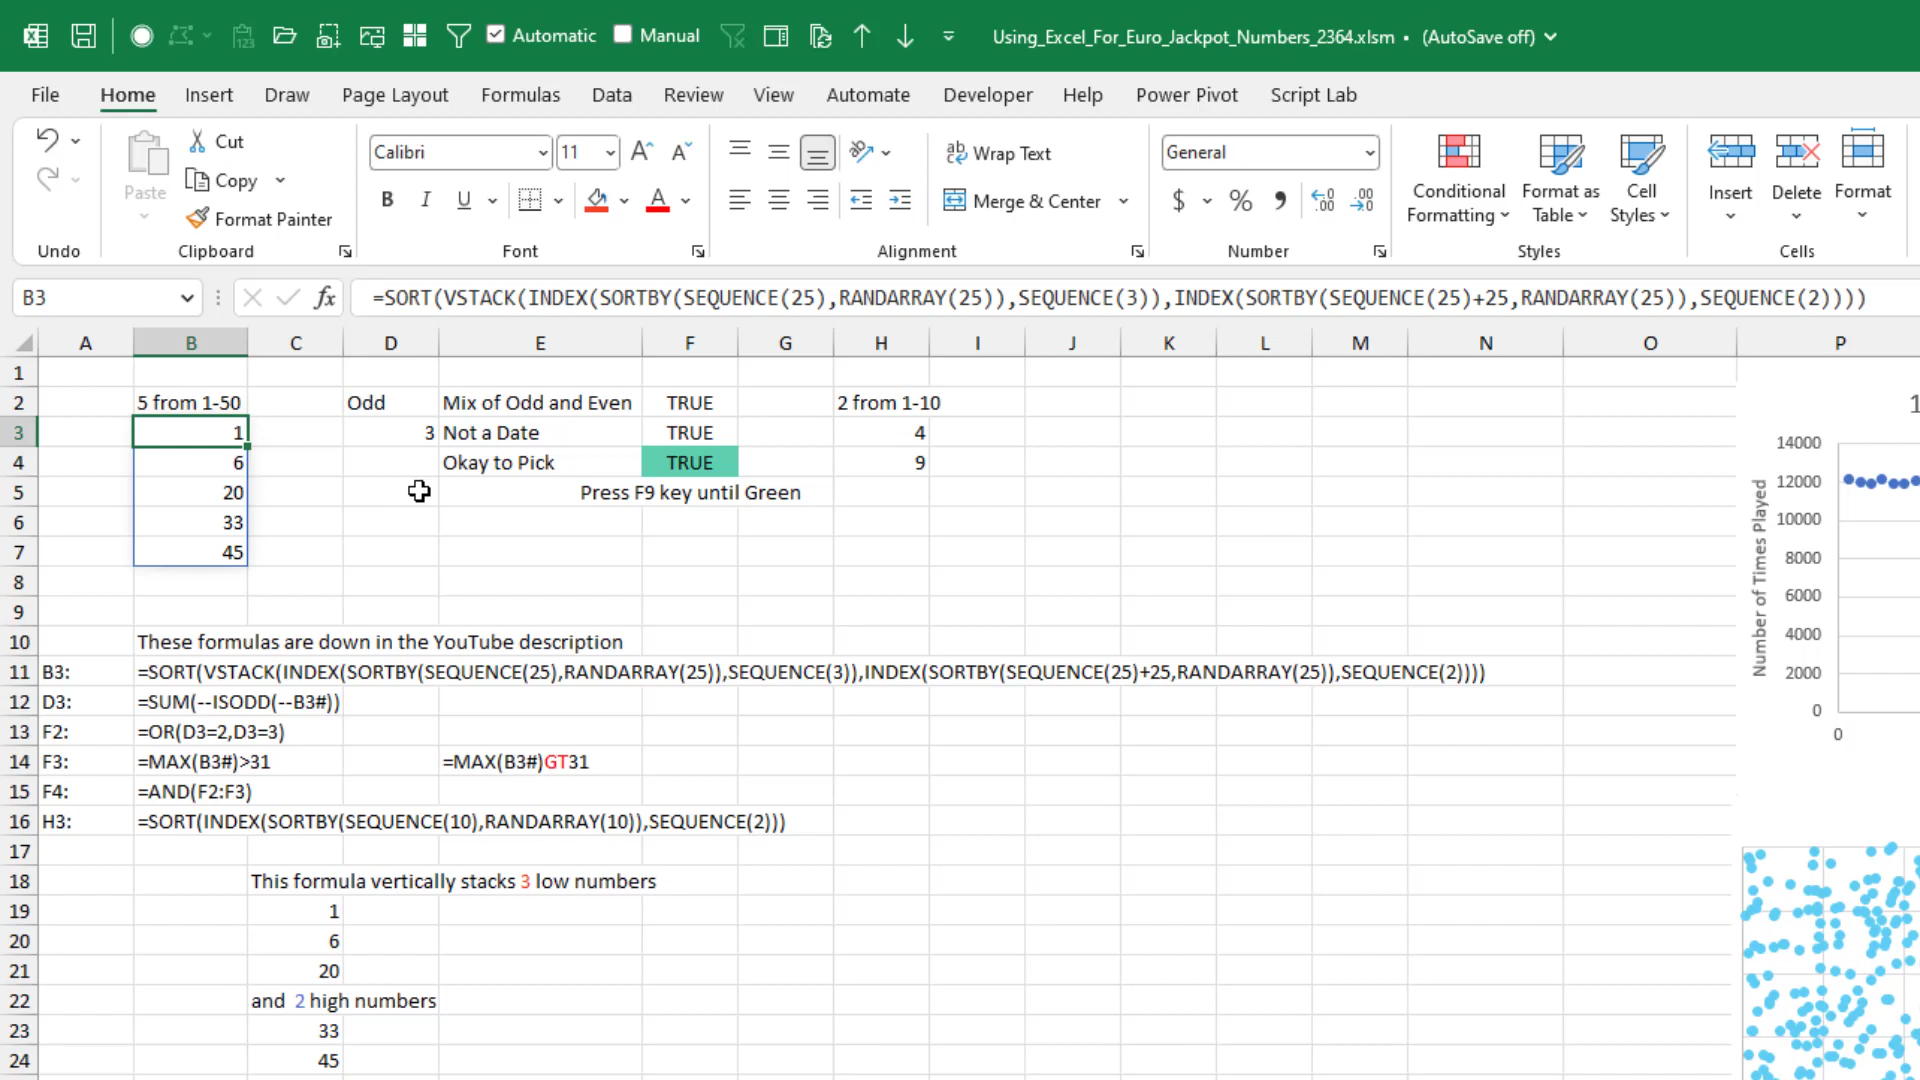 Automatic Manual Using_Excel_For_Euro_Jackpot_Numbers_2364.xlsm • (AutoSave off)
File Home Insert Draw Page Layout Formulas Data Review View Automate Developer Help Power Pivot Script Lab
Undo
Paste
Cut
Copy
Format Painter
Clipboard
Calibri 11
B I U
Font
Wrap Text
Merge & Center
Alignment
General
$ %
Number
Conditional Formatting
Format as Table
Cell Styles
Styles
Insert Delete Format
Cells
B3 fx =SORT(VSTACK(INDEX(SORTBY(SEQUENCE(25),RANDARRAY(25)),SEQUENCE(3)),INDEX(SORTBY(SEQUENCE(25)+25,RANDARRAY(25)),SEQUENCE(2))))
A B C D E F G H I J K L M N O P
1
2 5 from 1-50 Odd Mix of Odd and Even TRUE 2 from 1-10
3 1 3 Not a Date TRUE 4
4 6 Okay to Pick TRUE 9
5 20 Press F9 key until Green
6 33
7 45
8
9
10 These formulas are down in the YouTube description
11 B3: =SORT(VSTACK(INDEX(SORTBY(SEQUENCE(25),RANDARRAY(25)),SEQUENCE(3)),INDEX(SORTBY(SEQUENCE(25)+25,RANDARRAY(25)),SEQUENCE(2))))
12 D3: =SUM(--ISODD(--B3#))
13 F2: =OR(D3=2,D3=3)
14 F3: =MAX(B3#)>31 =MAX(B3#)GT31
15 F4: =AND(F2:F3)
16 H3: =SORT(INDEX(SORTBY(SEQUENCE(10),RANDARRAY(10)),SEQUENCE(2)))
17
18 This formula vertically stacks 3 low numbers
19 1
20 6
21 20
22 and 2 high numbers
23 33
24 45
1
Number of Times Played
14000
12000
10000
8000
6000
4000
2000
0
0